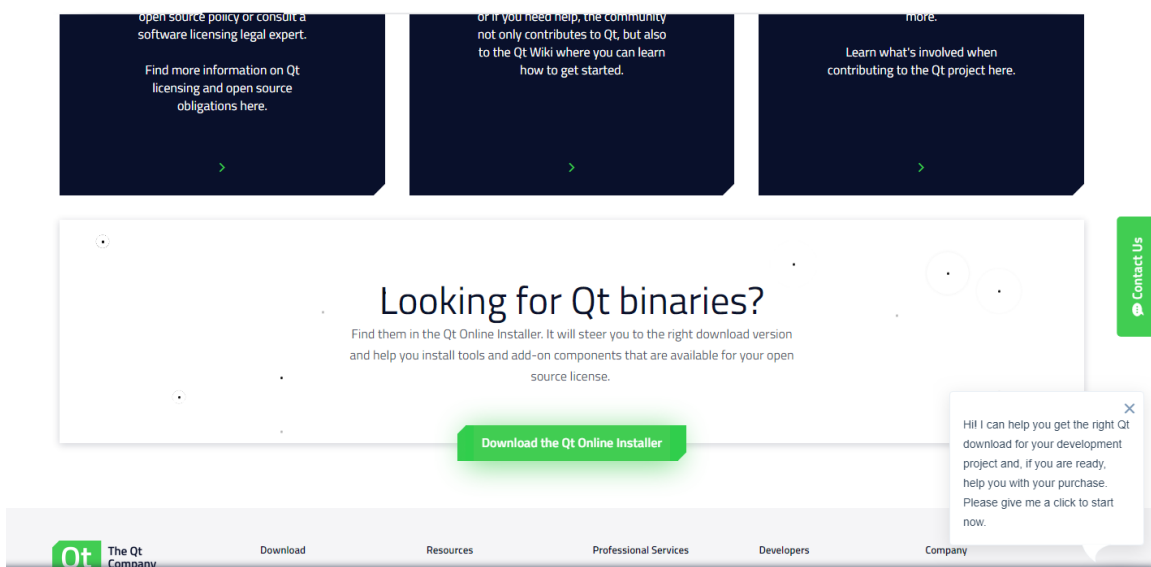 open source policy or consult a
software licensing legal expert.
Find more information on Qt
licensing and open source
obligations here.
or if you need help, the community
not only contributes to Qt, but also
to the Qt Wiki where you can learn
how to get started.
more.
Learn what's involved when
contributing to the Qt project here.
Contact Us
Looking for Qt binaries?
Find them in the Qt Online Installer. It will steer you to the right download version
and help you install tools and add-on components that are available for your open
source license.
Download the Qt Online Installer
Hi! I can help you get the right Qt
download for your development
project and, if you are ready,
help you with your purchase.
Please give me a click to start
now.
Qt
The Qt
Company
Download
Resources
Professional Services
Developers
Company